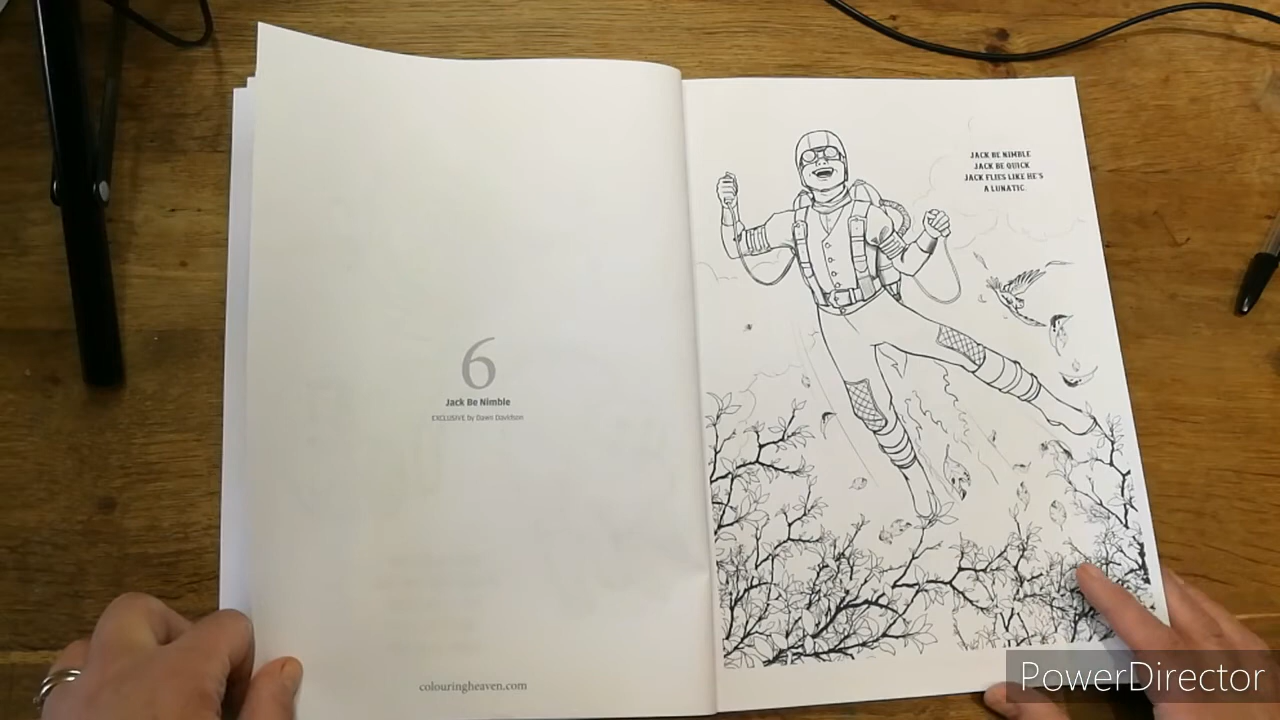 6
Jack Be Nimble
EXCLUSIVE by Dawn Davidson
colouringheaven.com
JACK BE NIMBLE
JACK BE QUICK
JACK FLIES LIKE HE'S
A LUNATIC.
PowerDirector